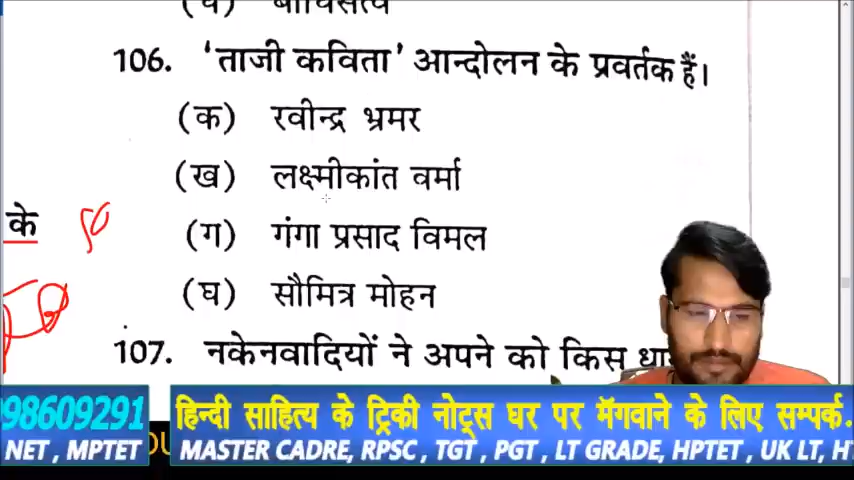 106. 'ताजी कविता' आन्दोलन के प्रवर्तक हैं।
(क) रवीन्द्र भ्रमर
(ख) लक्ष्मीकांत वर्मा
के
(ग) गंगा प्रसाद विमल
(घ) सौमित्र मोहन
107. नकेनवादियों ने अपने को किस
98609291 हिन्दी साहित्य के ट्रिकी नोट्स घर पर मँगवाने के लिए सम्पर्क.
NET , MPTET MASTER CADRE, RPSC , TGT , PGT , LT GRADE, HPTET , UK LT,